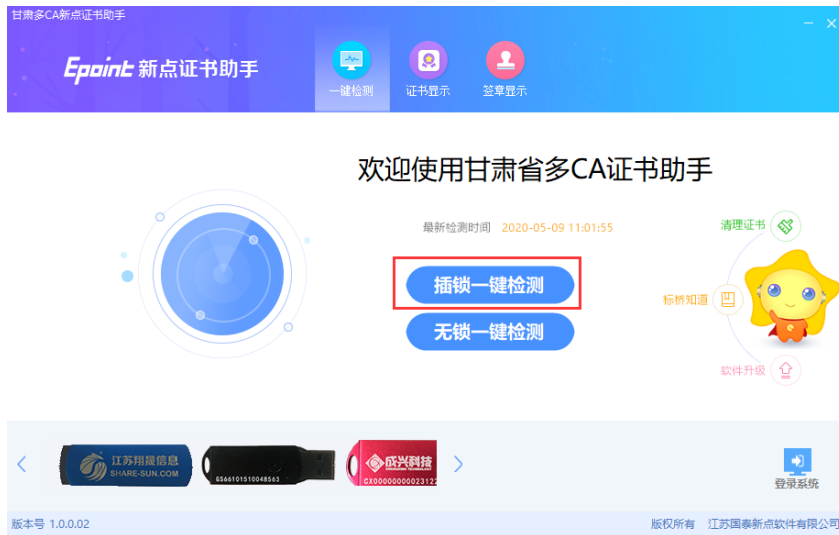 甘肃多CA新点证书助手
Epoint 新点证书助手
一键检测
证书显示
签章显示
欢迎使用甘肃省多CA证书助手
最新检测时间 2020-05-09 11:01:55
清理证书
插锁一键检测
标桥知道
无锁一键检测
软件升级
江苏翔晟信息
SHARE-SUN.COM
GS66101510048563
成兴科技
登录系统
版本号 1.0.0.02
版权所有 江苏国泰新点软件有限公司